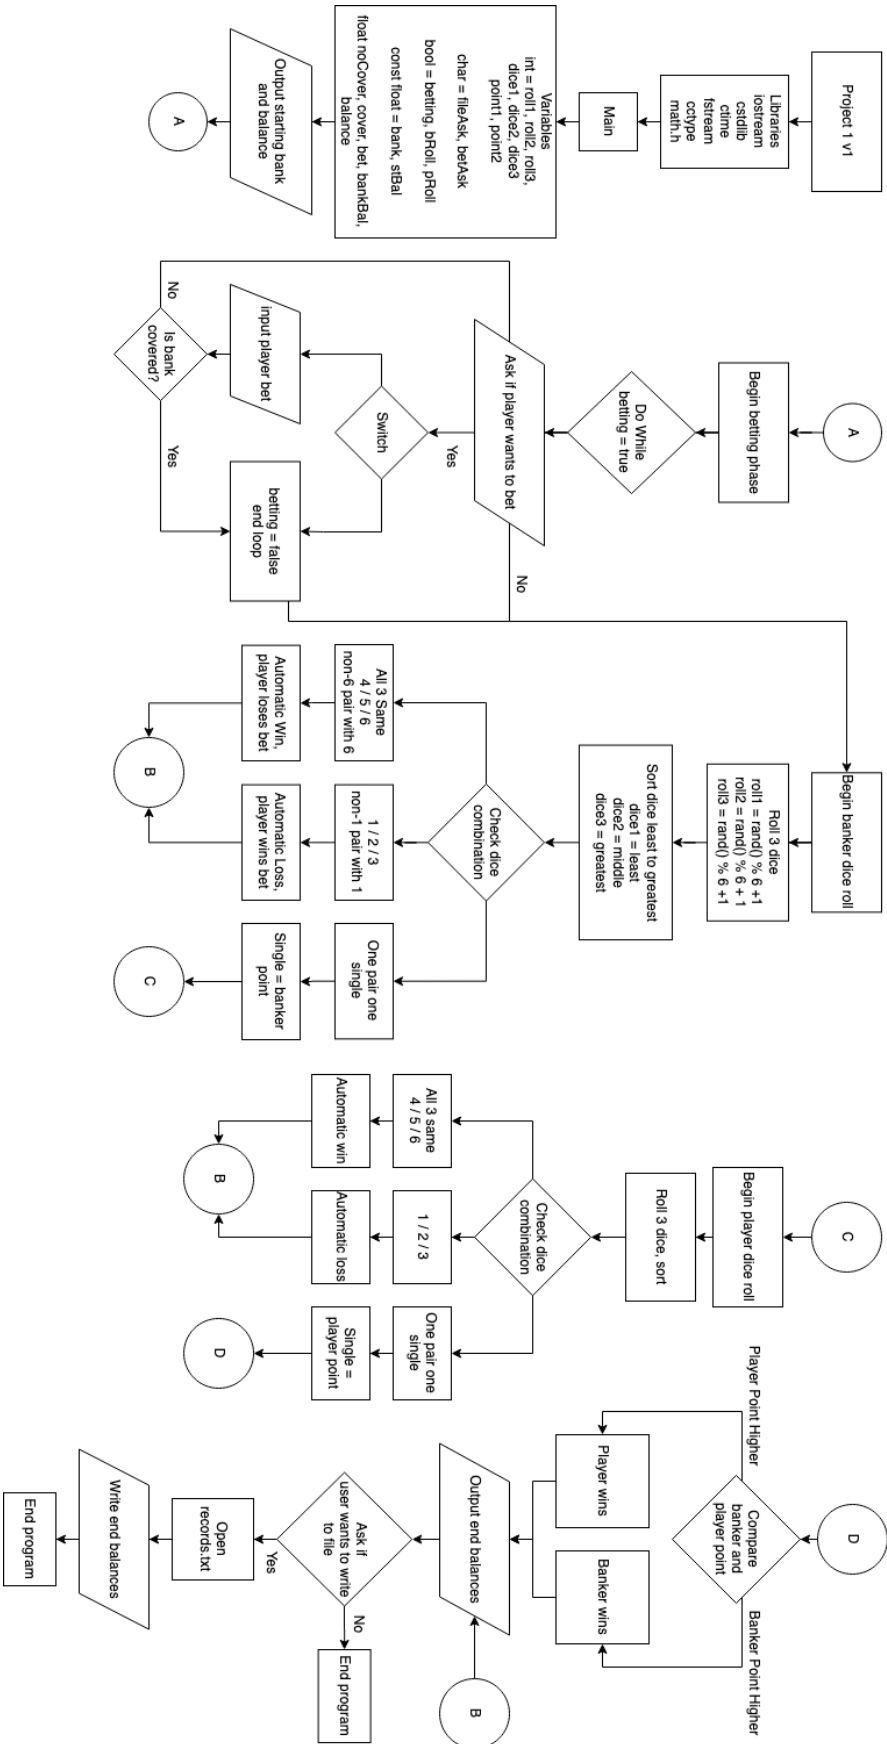 Project 1 v1
Libraries
iostream
cstdlib
ctime
fstream
cctype
math.h
Main
Variables
int = roll1, roll2, roll3,
dice1, dice2, dice3
point1, point2
char = fileAsk, betAsk
bool = betting, bRoll, pRoll
const float = bank, stBal
float noCover, cover, bet, bankBal,
balance
Output starting bank
and balance
A
A
Begin betting phase
Do While
betting = true
Ask if player wants to bet
Yes
No
Switch
input player bet
Is bank
covered?
No
Yes
betting = false
end loop
Begin banker dice roll
Roll 3 dice
roll1 = rand() % 6 +1
roll2 = rand() % 6 + 1
roll3 = rand() % 6 +1
Sort dice least to greatest
dice1 = least
dice2 = middle
dice3 = greatest
Check dice
combination
All 3 Same
4 / 5 / 6
non-6 pair with 6
1 / 2 / 3
non-1 pair with 1
One pair one
single
Automatic Win,
player loses bet
Automatic Loss,
player wins bet
Single = banker
point
B
C
C
Begin player dice roll
Roll 3 dice, sort
Check dice
combination
All 3 same
4 / 5 / 6
1 / 2 / 3
One pair one
single
Automatic win
Automatic loss
Single =
player point
B
D
D
Compare
banker and
player point
Player Point Higher
Banker Point Higher
Player wins
Banker wins
Output end balances
B
Ask if
user wants to write
to file
No
End program
Yes
Open
records.txt
Write end balances
End program